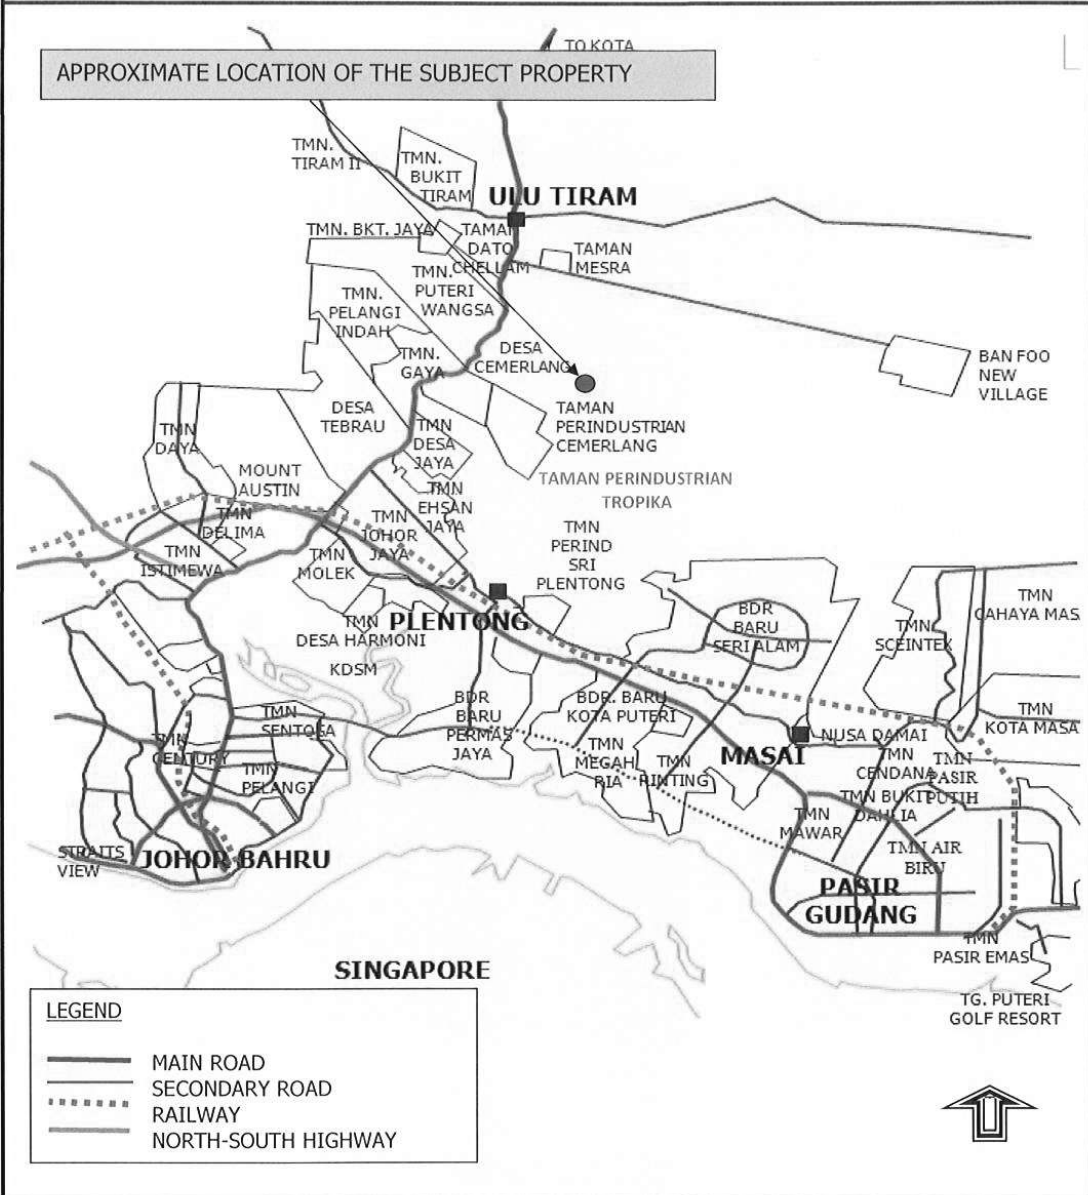 TO KOTA
APPROXIMATE LOCATION OF THE SUBJECT PROPERTY
TMN.
TIRAM II
TMN.
BUKIT
TIRAM
ULU TIRAM
TMN. BKT. JAYA
TAMAN
DATO
CHELLAM
TAMAN
MESRA
TMN.
PUTERI
WANGSA
TMN.
PELANGI
INDAH
TMN.
GAYA
DESA
CEMERLANG
BAN FOO
NEW
VILLAGE
DESA
TEBRAU
TAMAN
PERINDUSTRIAN
CEMERLANG
TMN
DAYA
TMN
DESA
JAYA
MOUNT
AUSTIN
TAMAN PERINDUSTRIAN
TROPIKA
TMN
EHSAN
JAYA
TMN
DELIMA
TMN
JOHOR
JAYA
TMN
PERIND
SRI
PLENTONG
TMN
ISTIMEWA
TMN
MOLEK
PLENTONG
TMN
DESA HARMONI
KDSM
BDR
BARU
SERI ALAM
TMN
SCEINTEX
TMN
CAHAYA MAS
BDR
BARU
PERMAS
JAYA
BDR. BARU
KOTA PUTERI
TMN
SENTOSA
TMN
KOTA MASA
TMN
CENTURY
TMN
PELANGI
TMN
MEGAH
RIA
TMN
RINTING
MASAI
NUSA DAMAI
TMN
CENDANA
TMN
PASIR
PUTIH
TMN BUKIT
DAHLIA
TMN
MAWAR
TMN AIR
BIRU
STRAITS
VIEW
JOHOR BAHRU
PASIR
GUDANG
TMN
PASIR EMAS
SINGAPORE
TG. PUTERI
GOLF RESORT
LEGEND
MAIN ROAD
SECONDARY ROAD
RAILWAY
NORTH-SOUTH HIGHWAY